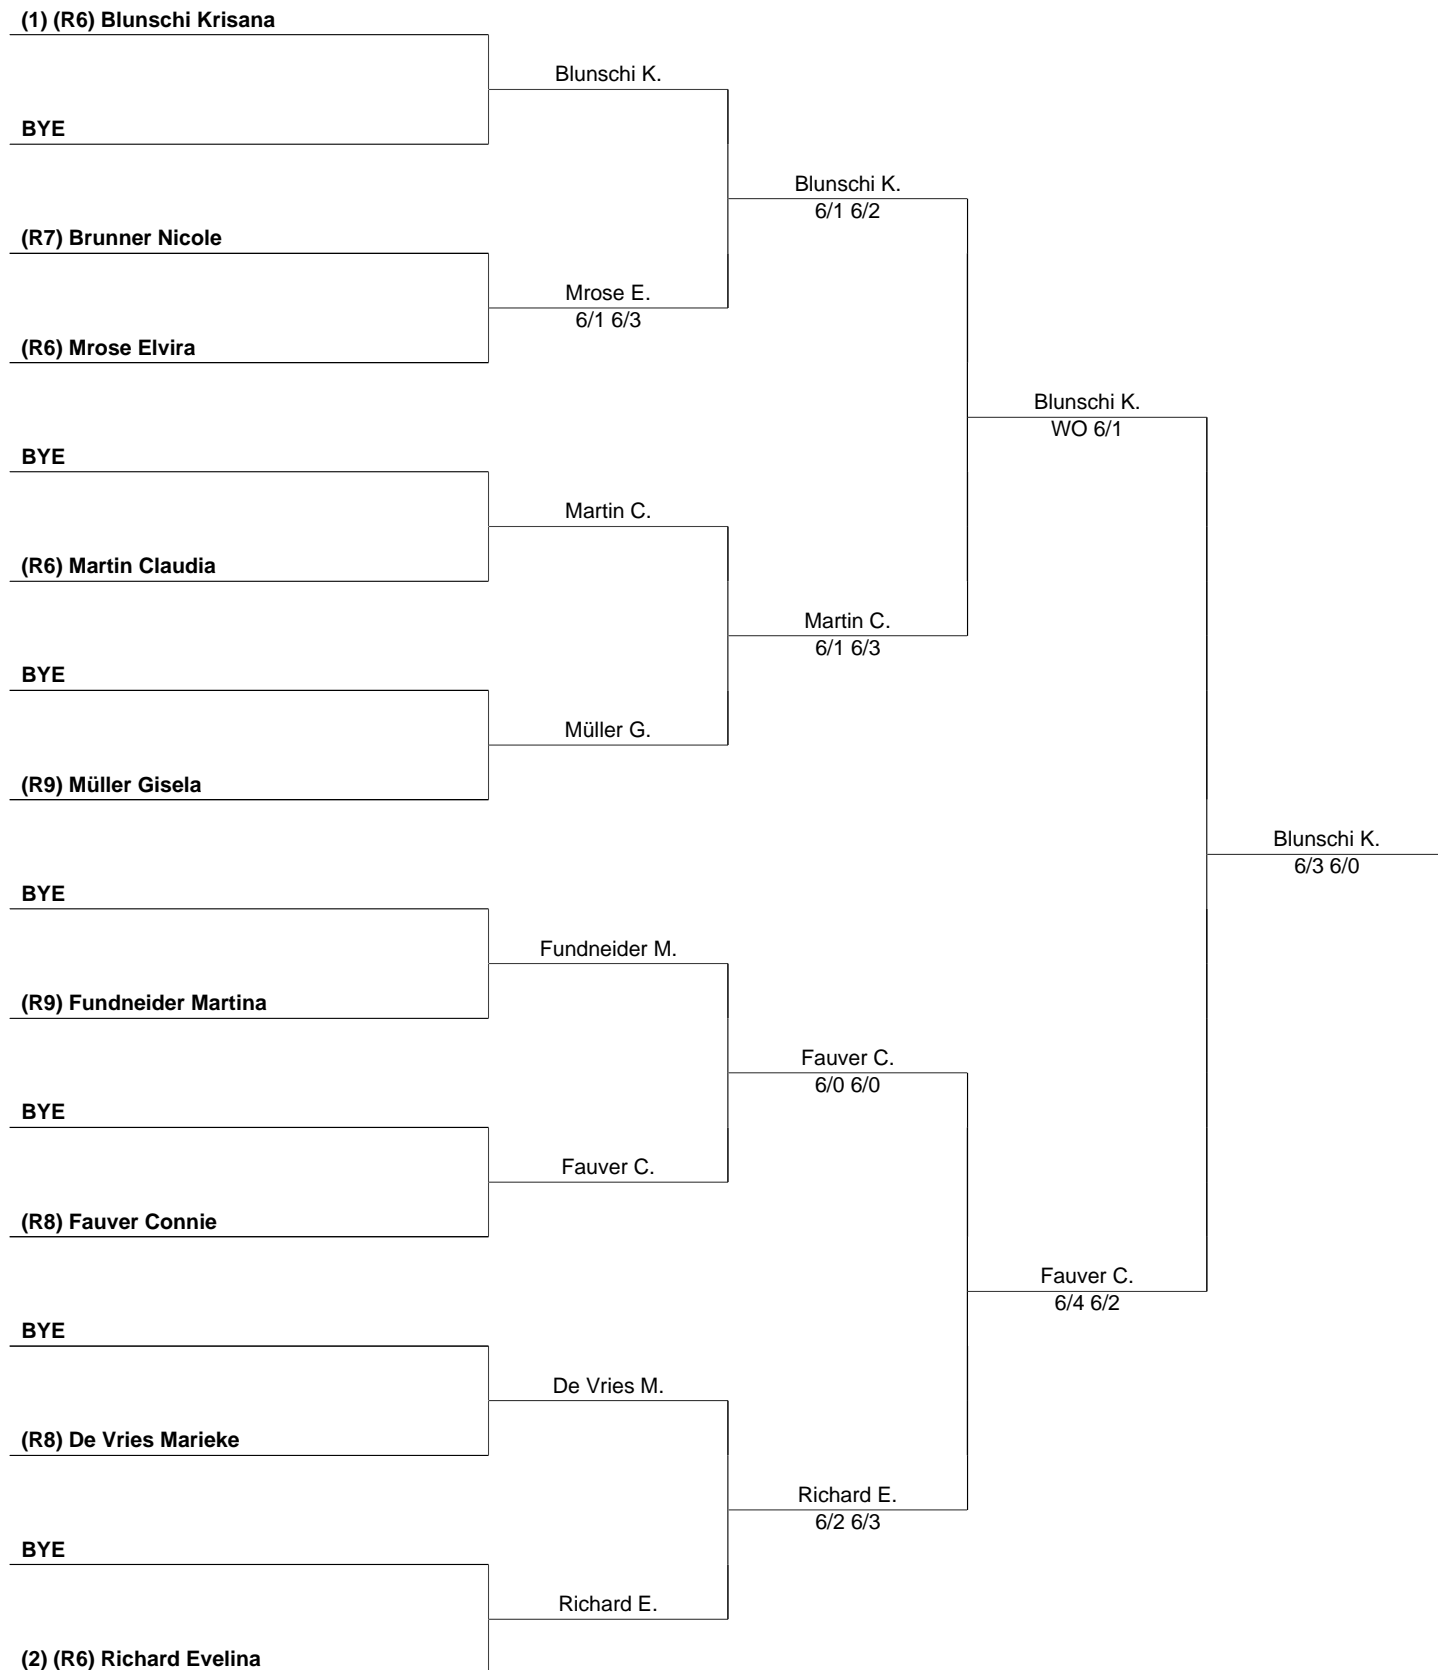 (1) (R6) Blunschi Krisana
Blunschi K.
BYE
Blunschi K.
6/1 6/2
(R7) Brunner Nicole
Mrose E.
6/1 6/3
(R6) Mrose Elvira
Blunschi K.
WO 6/1
BYE
Martin C.
(R6) Martin Claudia
Martin C.
6/1 6/3
BYE
Müller G.
(R9) Müller Gisela
Blunschi K.
6/3 6/0
BYE
Fundneider M.
(R9) Fundneider Martina
Fauver C.
6/0 6/0
BYE
Fauver C.
(R8) Fauver Connie
Fauver C.
6/4 6/2
BYE
De Vries M.
(R8) De Vries Marieke
Richard E.
6/2 6/3
BYE
Richard E.
(2) (R6) Richard Evelina